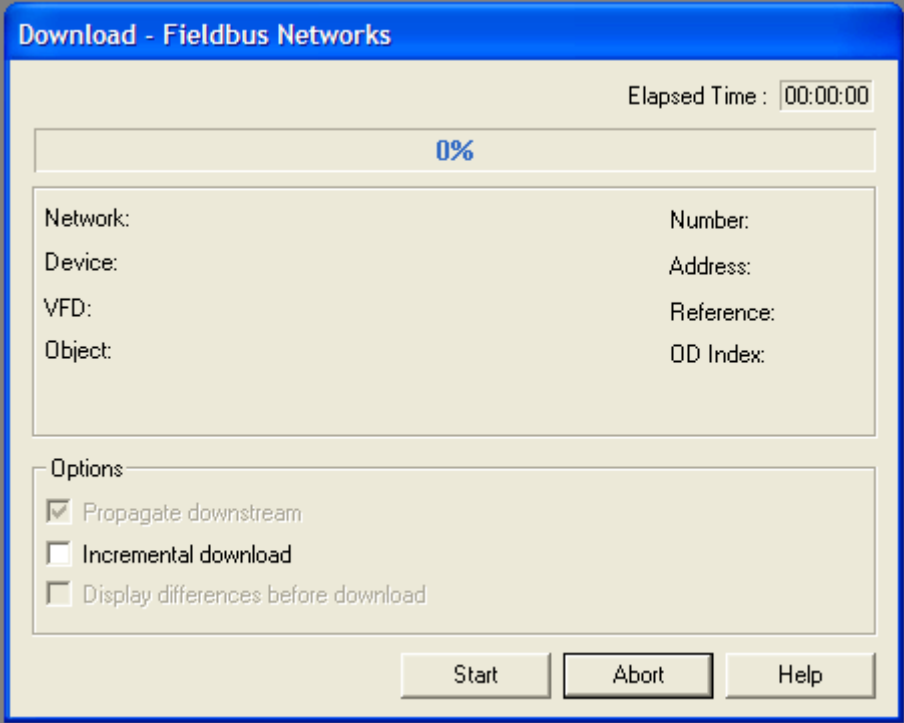 Download - Fieldbus Networks
Elapsed Time : 00:00:00
0%
Network:
Number:
Device:
Address:
VFD:
Reference:
Object:
OD Index:
Options
Propagate downstream
Incremental download
Display differences before download
Start Abort Help